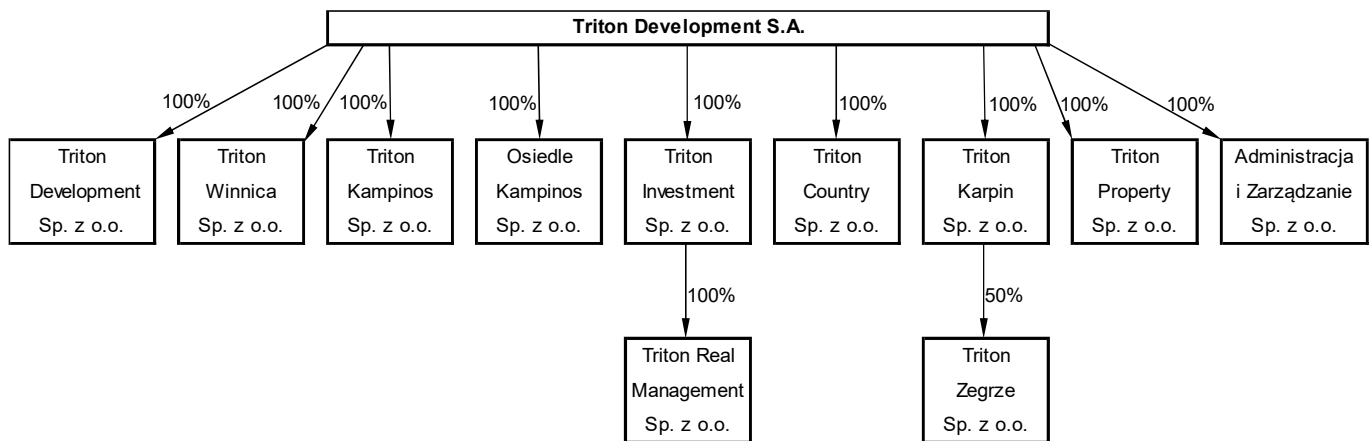 Triton Development S.A.
100%
100%
100%
100%
100%
100%
100%
100%
100%
Triton
Development
Sp. z o.o.
Triton
Winnica
Sp. z o.o.
Triton
Kampinos
Sp. z o.o.
Osiedle
Kampinos
Sp. z o.o.
Triton
Investment
Sp. z o.o.
Triton
Country
Sp. z o.o.
Triton
Karpin
Sp. z o.o.
Triton
Property
Sp. z o.o.
Administracja
i Zarządzanie
Sp. z o.o.
100%
50%
Triton Real
Management
Sp. z o.o.
Triton
Zegrze
Sp. z o.o.